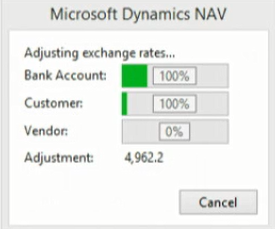 Microsoft Dynamics NAV
Adjusting exchange rates...
Bank Account: 100%
Customer: 100%
Vendor: 0%
Adjustment: 4,962.2
Cancel